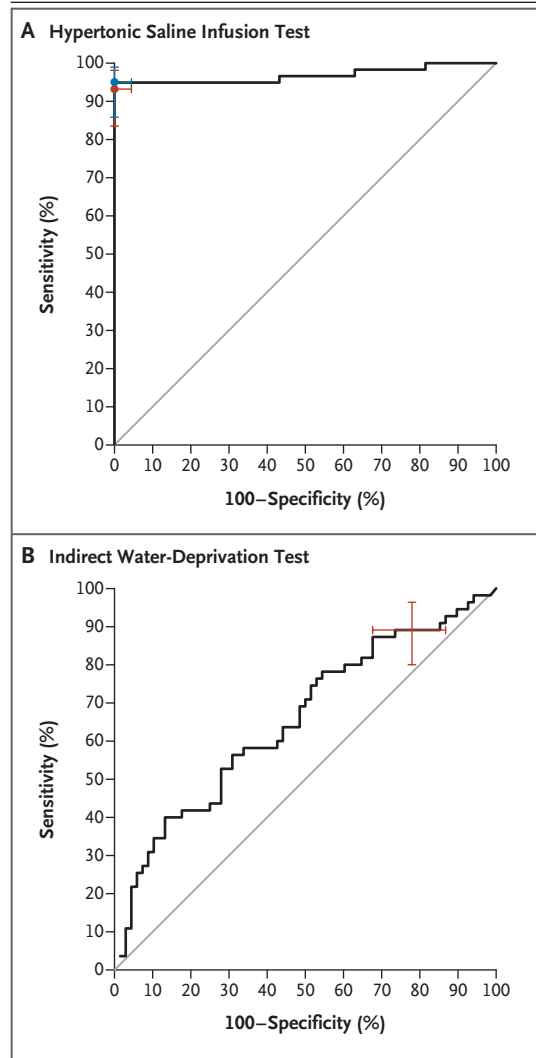 A Hypertonic Saline Infusion Test
100
90
80
70
60
50
40
30
20
10
0
Sensitivity (%)
0 10 20 30 40 50 60 70 80 90 100
100–Specificity (%)
B Indirect Water-Deprivation Test
100
90
80
70
60
50
40
30
20
10
0
Sensitivity (%)
0 10 20 30 40 50 60 70 80 90 100
100–Specificity (%)